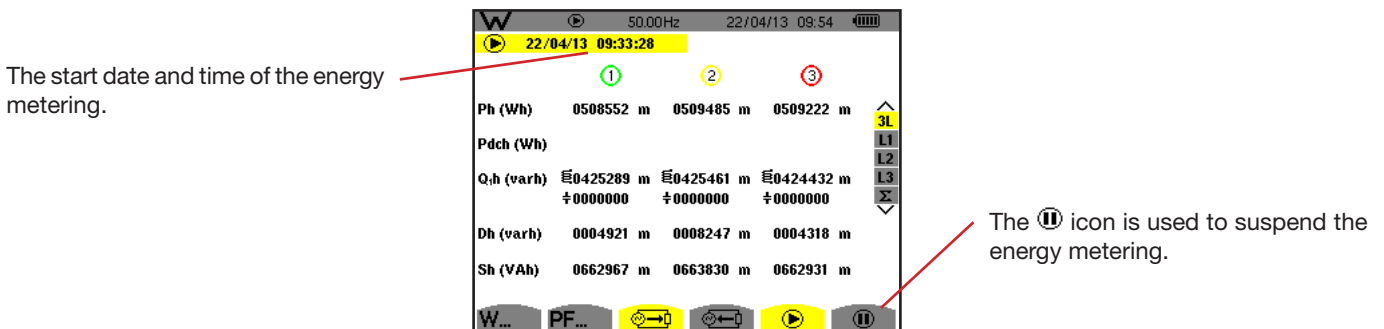 W 50.00Hz 22/04/13 09:54
22/04/13 09:33:28
The start date and time of the energy
metering.
1 2 3
Ph (Wh) 0508552 m 0509485 m 0509222 m
3L
Pdch (Wh)
L1
L2
Q₁h (varh) 0425289 m 0425461 m 0424432 m
L3
÷0000000 ÷0000000 ÷0000000
Σ
Dh (varh) 0004921 m 0008247 m 0004318 m
Sh (VAh) 0662967 m 0663830 m 0662931 m
W... PF...
The icon is used to suspend the
energy metering.